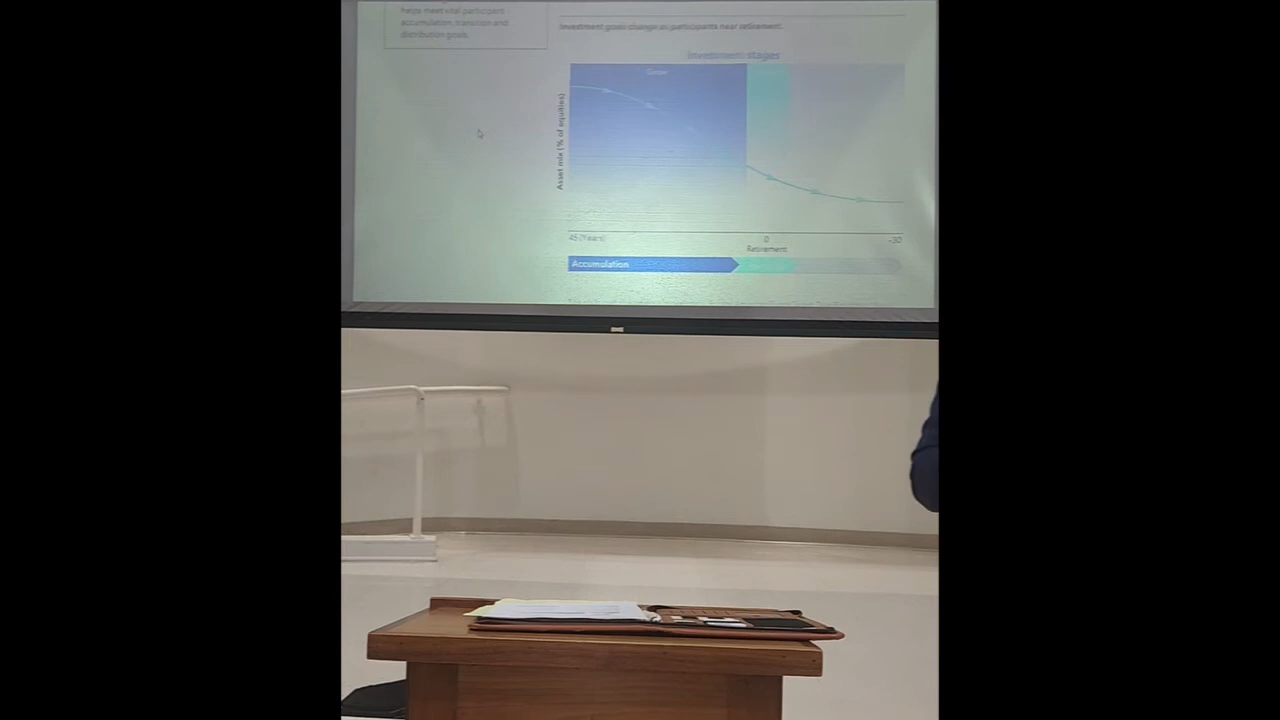 helps meet vital participant
accumulation, transition and
distribution goals.
Investment goals change as participants near retirement.
Investment stages
Grow
Asset mix (% of equities)
45 (Years)
0
-30
Retirement
Accumulation